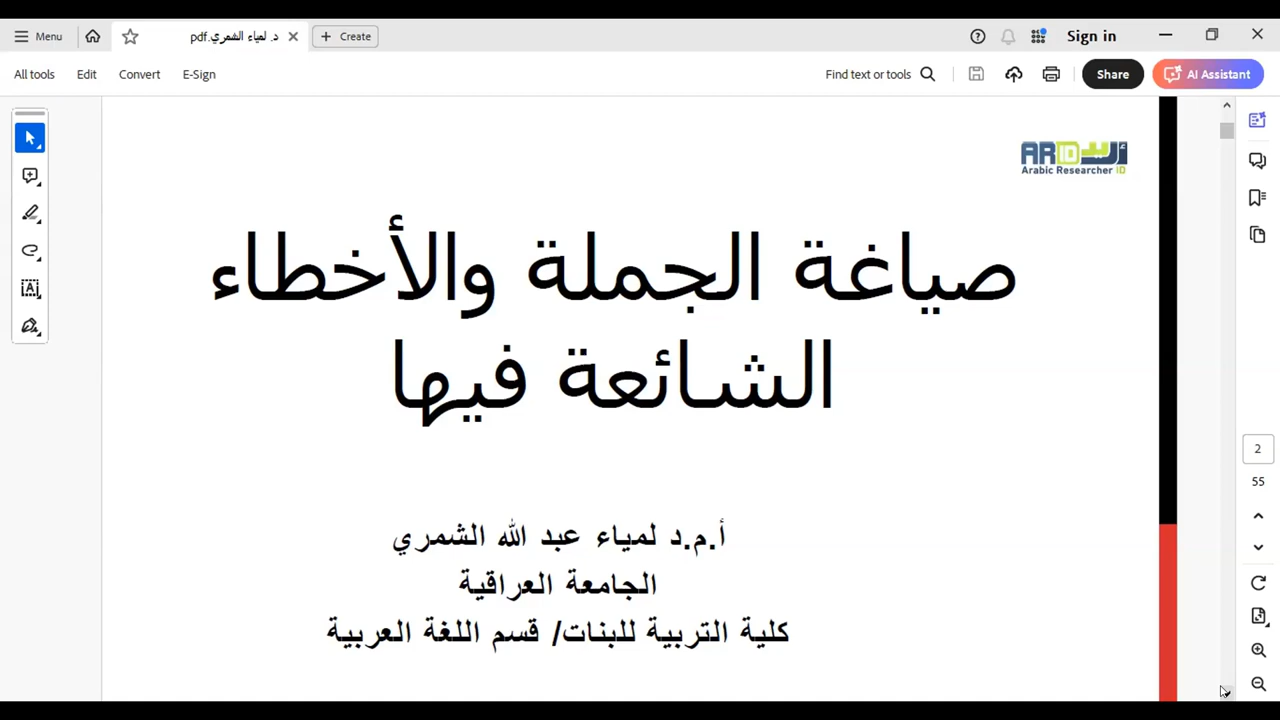 Menu
د. لمياء الشمري.pdf
Create
Sign in
All tools
Edit
Convert
E-Sign
Find text or tools
Share
AI Assistant
ARID أريد
Arabic Researcher ID
صياغة الجملة والأخطاء
الشائعة فيها
أ.م.د لمياء عبد الله الشمري
الجامعة العراقية
كلية التربية للبنات/ قسم اللغة العربية
2
55